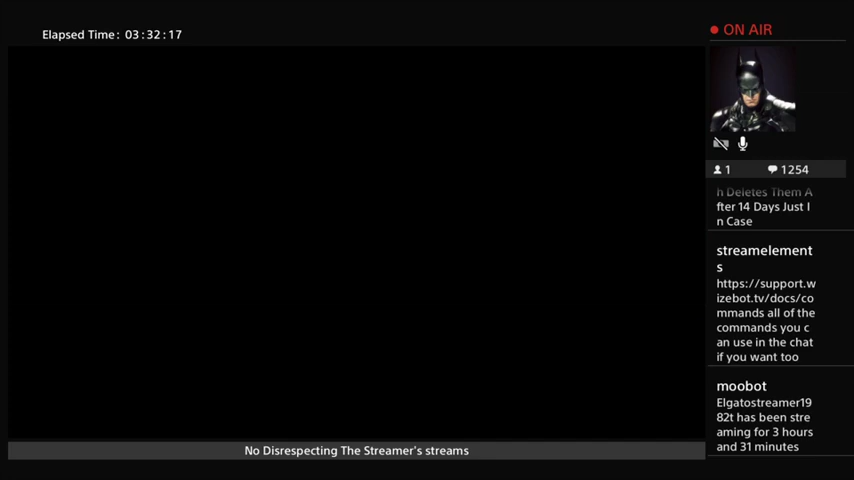 Elapsed Time: 03:32:17
ON AIR
1 1254
h Deletes Them A
fter 14 Days Just I
n Case
streamelement
s
https://support.w
izebot.tv/docs/co
mmands all of the
commands you c
an use in the chat
if you want too
moobot
Elgatostreamer19
82t has been stre
aming for 3 hours
and 31 minutes
No Disrespecting The Streamer's streams